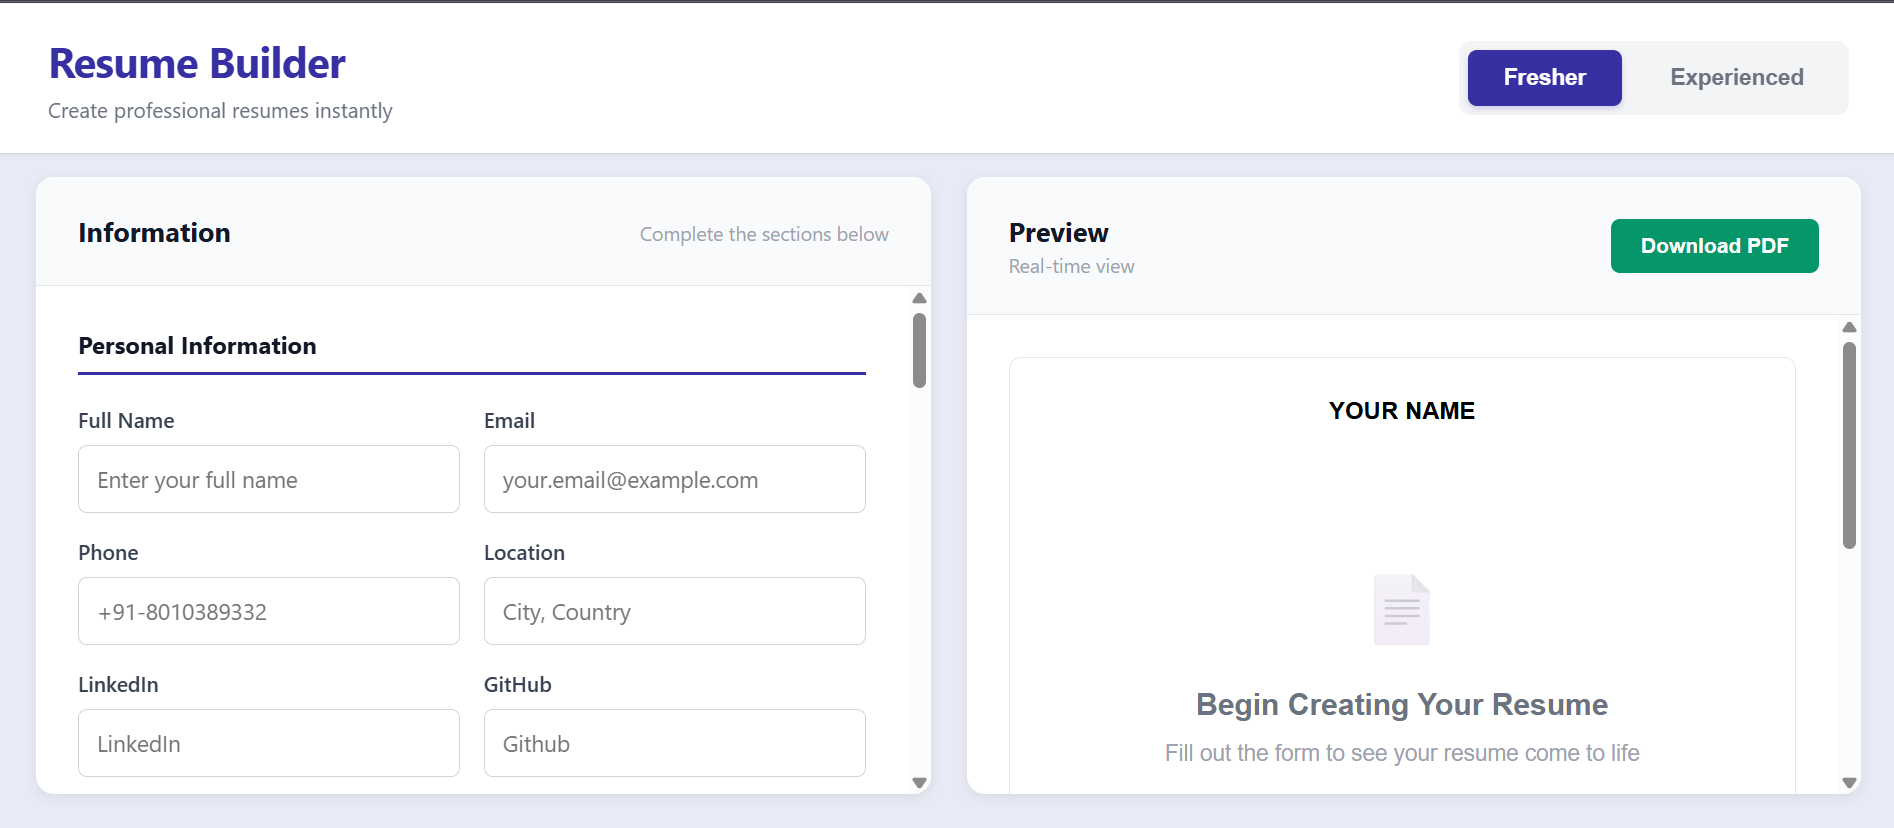 Resume Builder
Create professional resumes instantly
Fresher
Experienced
Information
Complete the sections below
Personal Information
Full Name
Email
Enter your full name
your.email@example.com
Phone
Location
+91-8010389332
City, Country
LinkedIn
GitHub
LinkedIn
Github
Preview
Real-time view
Download PDF
YOUR NAME
Begin Creating Your Resume
Fill out the form to see your resume come to life